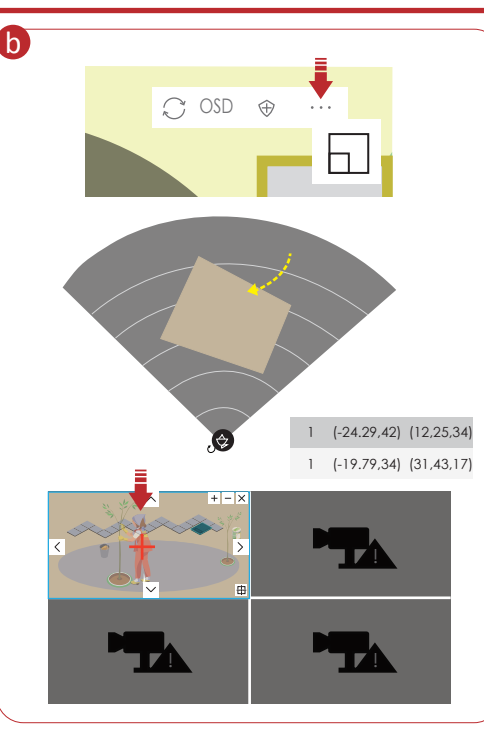 b
OSD
1 (-24.29,42) (12,25,34)
1 (-19.79,34) (31,43,17)